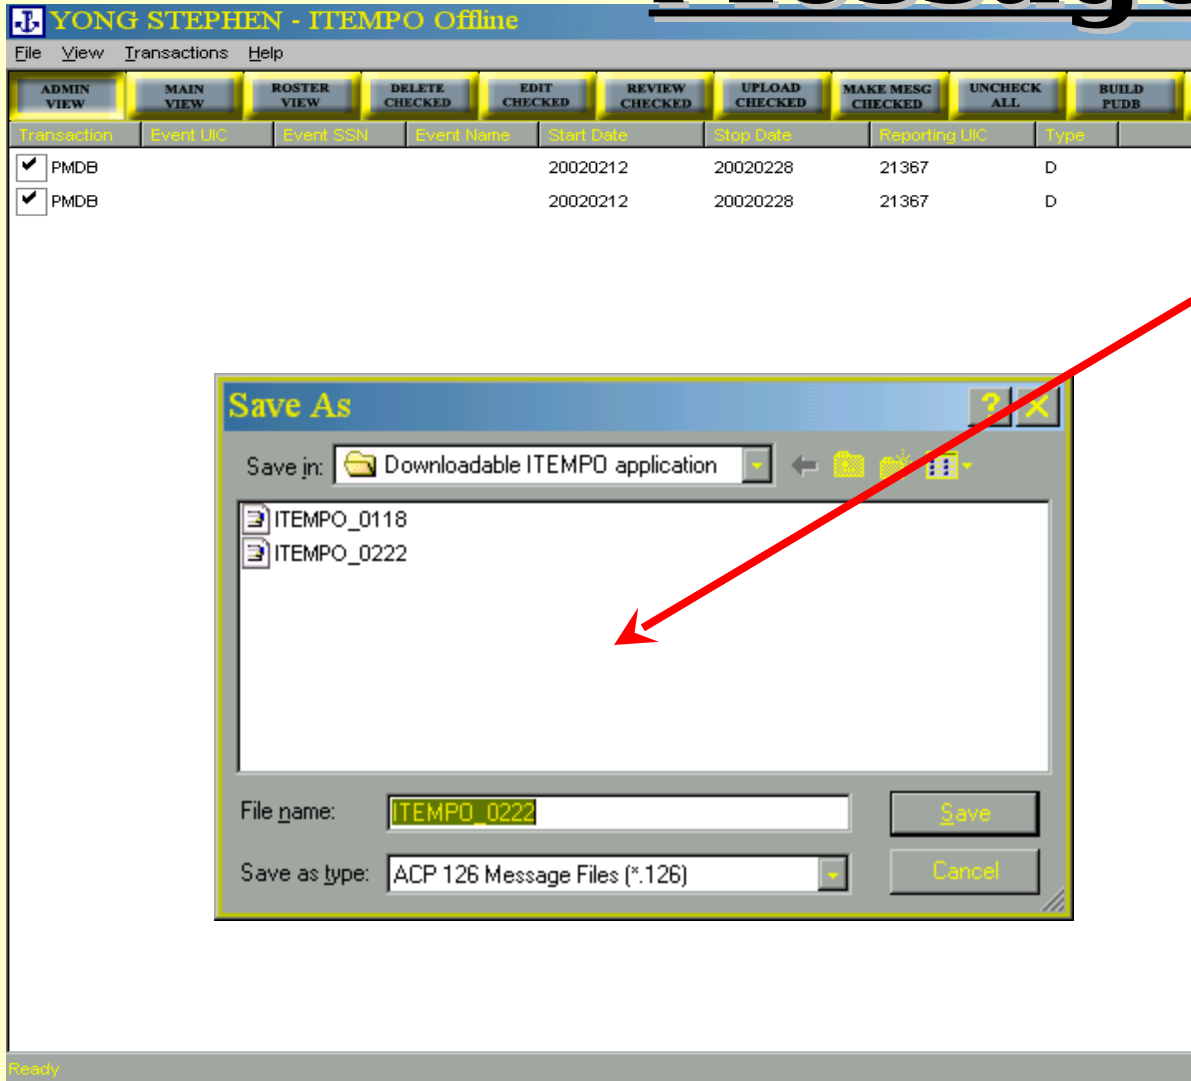 Message
YONG STEPHEN - ITEMPO Offline
File View Transactions Help
ADMIN VIEW
MAIN VIEW
ROSTER VIEW
DELETE CHECKED
EDIT CHECKED
REVIEW CHECKED
UPLOAD CHECKED
MAKE MESG CHECKED
UNCHECK ALL
BUILD PUDB
Transaction Event UIC Event SSN Event Name Start Date Stop Date Reporting UIC Type
PMDB 20020212 20020228 21367 D
PMDB 20020212 20020228 21367 D
Save As
Save in: Downloadable ITEMPO application
ITEMPO_0118
ITEMPO_0222
File name: ITEMPO_0222 Save
Save as type: ACP 126 Message Files (*.126) Cancel
Ready